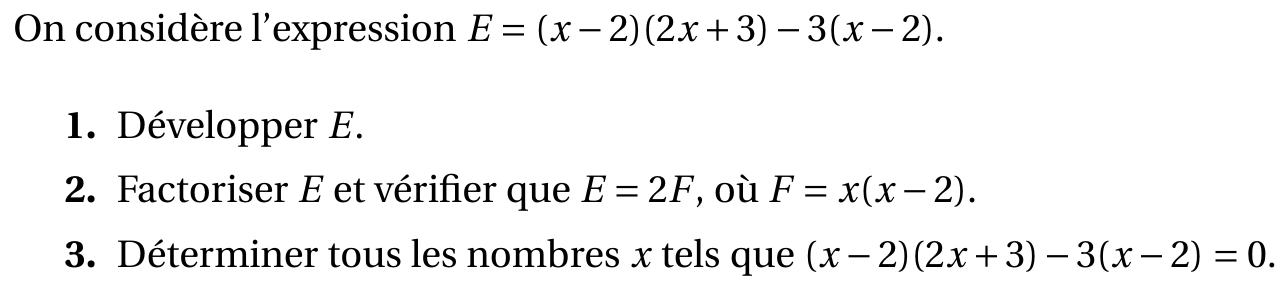 On considère l'expression E = (x − 2)(2x + 3) − 3(x − 2).
1. Développer E.
2. Factoriser E et vérifier que E = 2F, où F = x(x − 2).
3. Déterminer tous les nombres x tels que (x − 2)(2x + 3) − 3(x − 2) = 0.